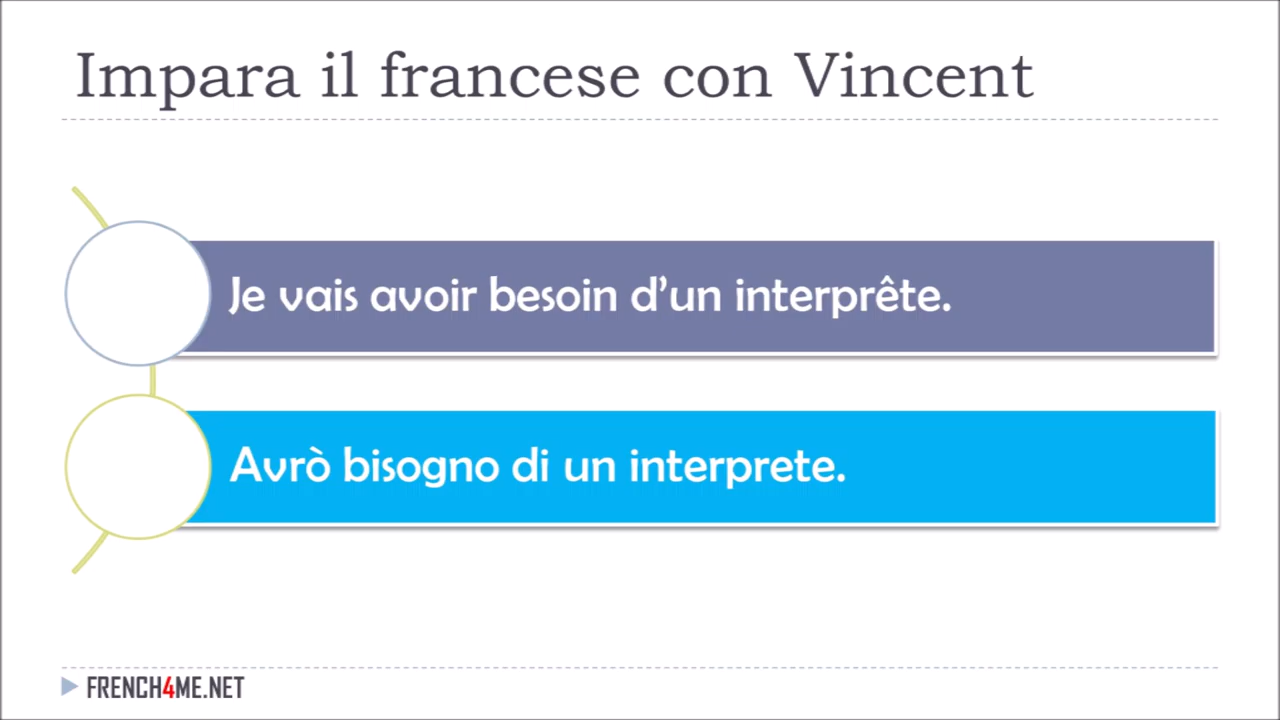 Impara il francese con Vincent
Je vais avoir besoin d’un interprête.
Avrò bisogno di un interprete.
FRENCH4ME.NET